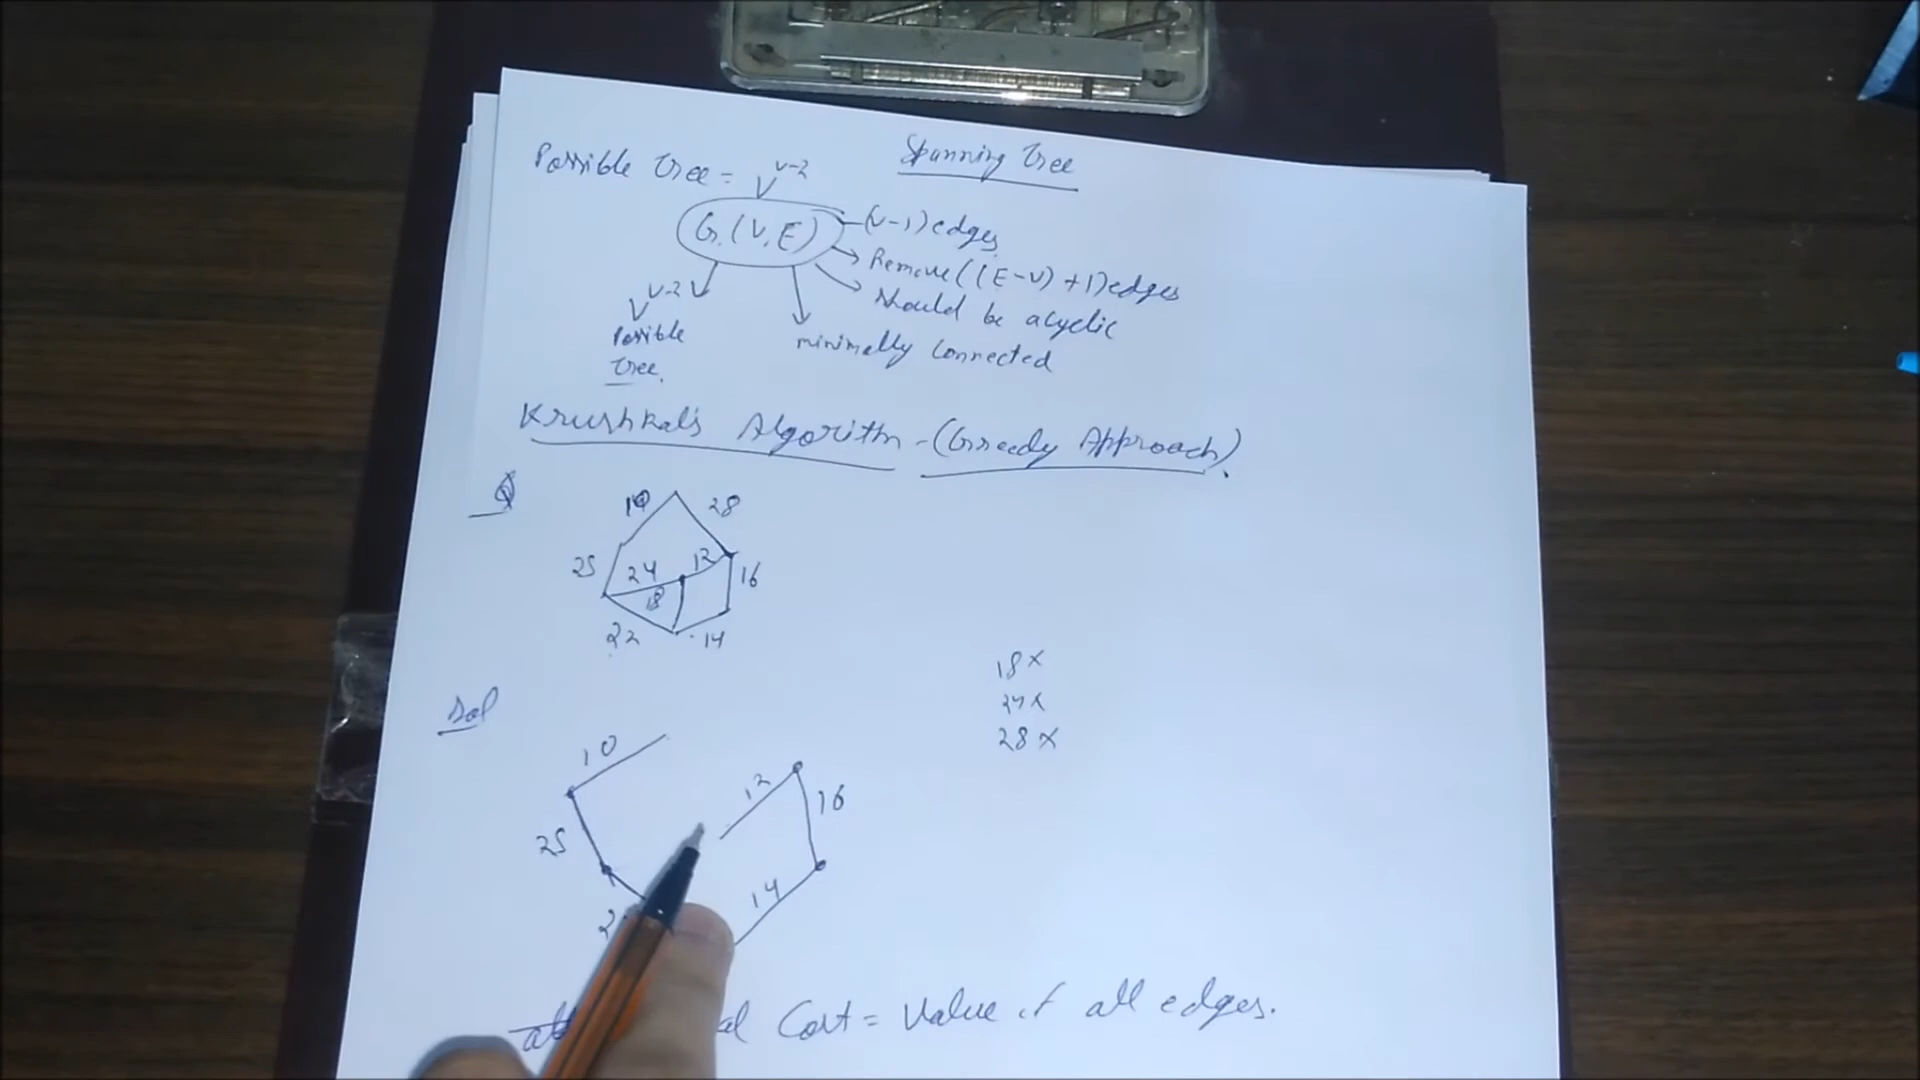 Spanning Tree
Possible Tree = V^v-2
G(V,E)
(V-1) edges
Remove ((E-V) +1) edges
should be acyclic
minimally connected
V^v-2
Possible
Tree.
Krushkal's Algorithm - (Greedy Approach).
Q
10 28
25 24 12 16
18
22 14
Sol
18 x
24 x
28 x
10
12 16
25
14
2
Cost = Value of all edges.